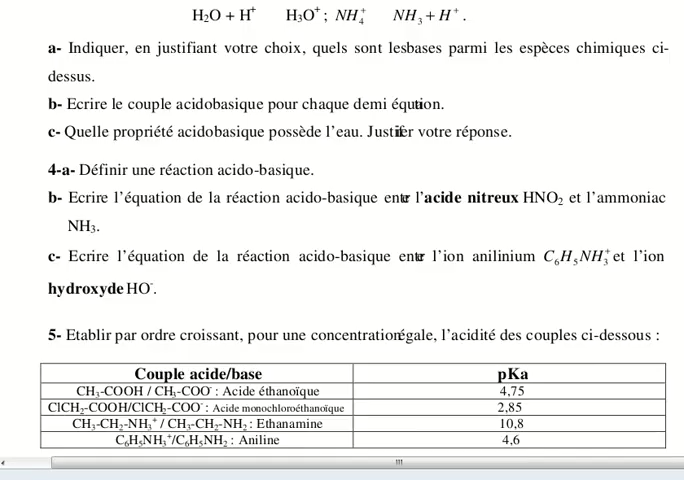 H₂O + H⁺ H₃O⁺ ; NH₄⁺ NH₃ + H⁺ .
a- Indiquer, en justifiant votre choix, quels sont lesbases parmi les espèces chimiques ci-
dessus.
b- Ecrire le couple acidobasique pour chaque demi équation.
c- Quelle propriété acidobasique possède l'eau. Justifier votre réponse.
4-a- Définir une réaction acido-basique.
b- Ecrire l'équation de la réaction acido-basique entre l'acide nitreux HNO₂ et l'ammoniac
NH₃.
c- Ecrire l'équation de la réaction acido-basique entre l'ion anilinium C₆H₅NH₃⁺ et l'ion
hydroxyde HO⁻.
5- Etablir par ordre croissant, pour une concentration égale, l'acidité des couples ci-dessous :
Couple acide/base pKa
CH₃-COOH / CH₃-COO⁻ : Acide éthanoïque 4,75
ClCH₂-COOH/ClCH₂-COO⁻ : Acide monochloroéthanoïque 2,85
CH₃-CH₂-NH₃⁺ / CH₃-CH₂-NH₂ : Ethanamine 10,8
C₆H₅NH₃⁺/C₆H₅NH₂ : Aniline 4,6